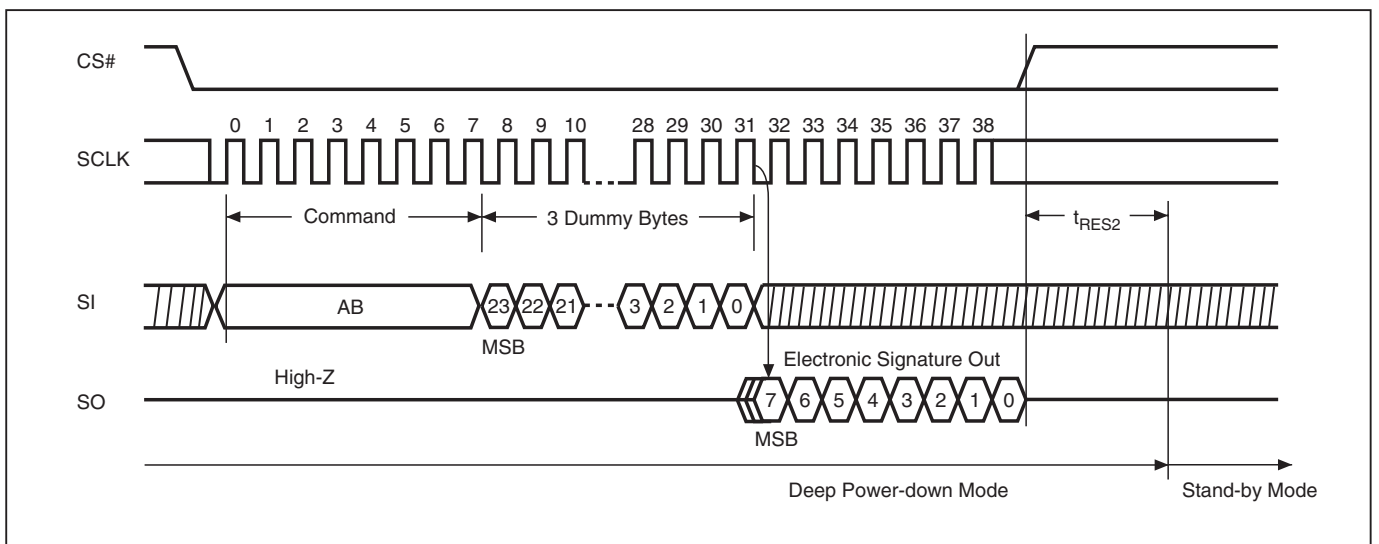 CS#
0 1 2 3 4 5 6 7 8 9 10 28 29 30 31 32 33 34 35 36 37 38
SCLK
Command 3 Dummy Bytes tRES2
SI AB 23 22 21 3 2 1 0
MSB
High-Z Electronic Signature Out
SO 7 6 5 4 3 2 1 0
MSB
Deep Power-down Mode Stand-by Mode